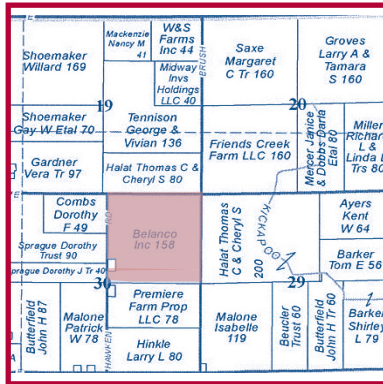 Shoemaker
Willard 169
Mackenzie
Nancy M
41
W&S
Farms
Inc 44
Midway
Invs
Holdings
LLC 40
BRUSH
Saxe
Margaret
C Tr 160
Groves
Larry A &
Tamara
S 160
19
20
Shoemaker
Gay W Etal 70
Tennison
George &
Vivian 136
Friends Creek
Farm LLC 160
Mercer Janice
& Dobbs Darla
Etal 80
Miller
Richard
L &
Linda L
Trs 80
Gardner
Vera Tr 97
Halat Thomas C &
Cheryl S 80
Combs
Dorothy
F 49
RD
Belanco
Inc 158
Halat Thomas
C & Cheryl S
200
KICKAPOO
Ayers
Kent
W 64
Sprague Dorothy
Trust 90
Sprague Dorothy J Tr 40
Barker
Tom E 56
30
29
Butterfield
John H 87
Malone
Patrick
W 78
HAWKEN
Premiere
Farm Prop
LLC 78
Hinkle
Larry L 80
Malone
Isabelle
119
Beucler
Trust 60
Butterfield
John H Tr 60
Barker
Shirley
L 79